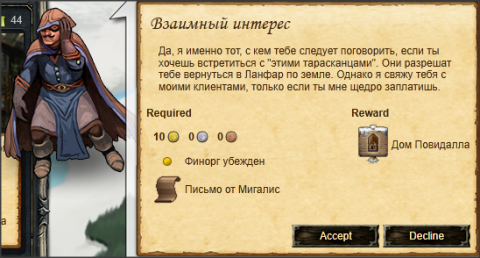 44
Взаимный интерес
Да, я именно тот, с кем тебе следует поговорить, если ты
хочешь встретиться с "этими тарасканцами". Они разрешат
тебе вернуться в Ланфар по земле. Однако я свяжу тебя с
моими клиентами, только если ты мне щедро заплатишь.
Required
Reward
10 0 0
Дом Повидалла
Финорг убежден
Письмо от Мигалис
а
Accept
Decline